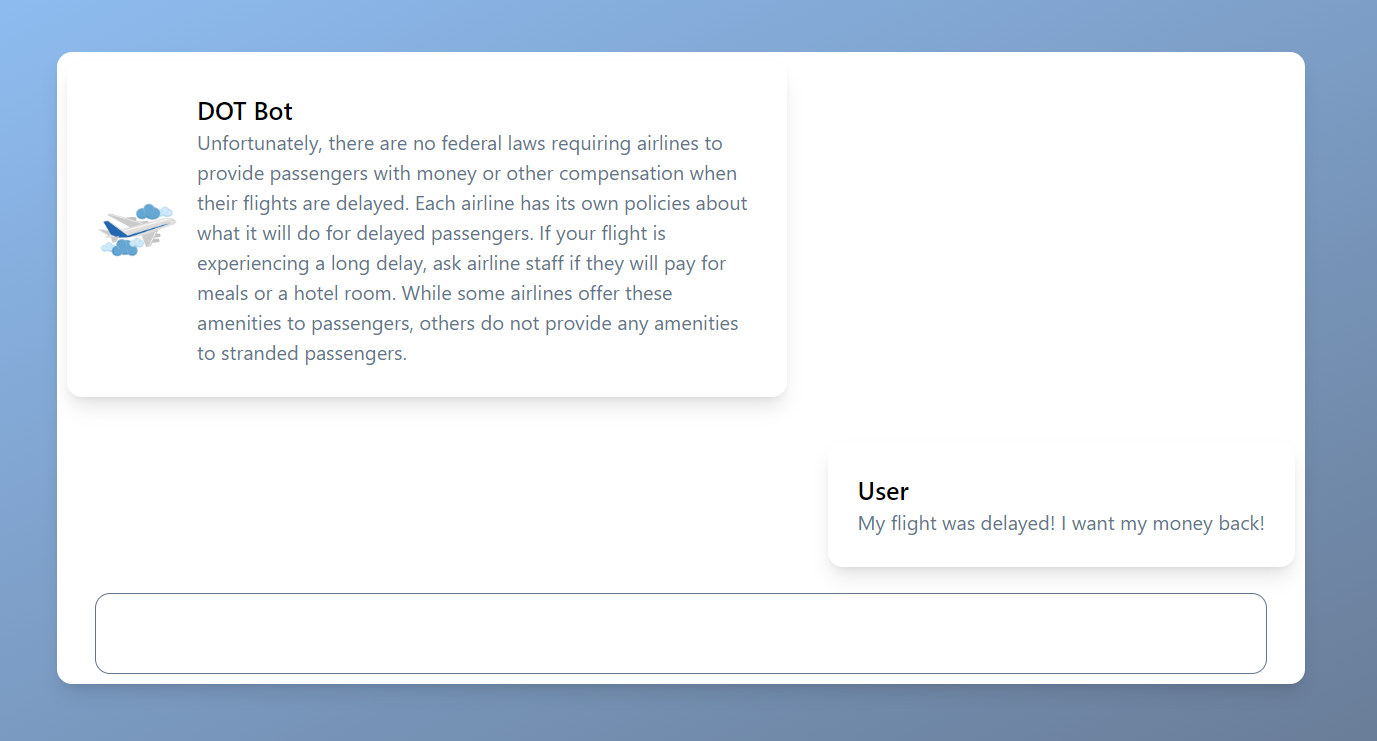 DOT Bot
Unfortunately, there are no federal laws requiring airlines to
provide passengers with money or other compensation when
their flights are delayed. Each airline has its own policies about
what it will do for delayed passengers. If your flight is
experiencing a long delay, ask airline staff if they will pay for
meals or a hotel room. While some airlines offer these
amenities to passengers, others do not provide any amenities
to stranded passengers.
User
My flight was delayed! I want my money back!